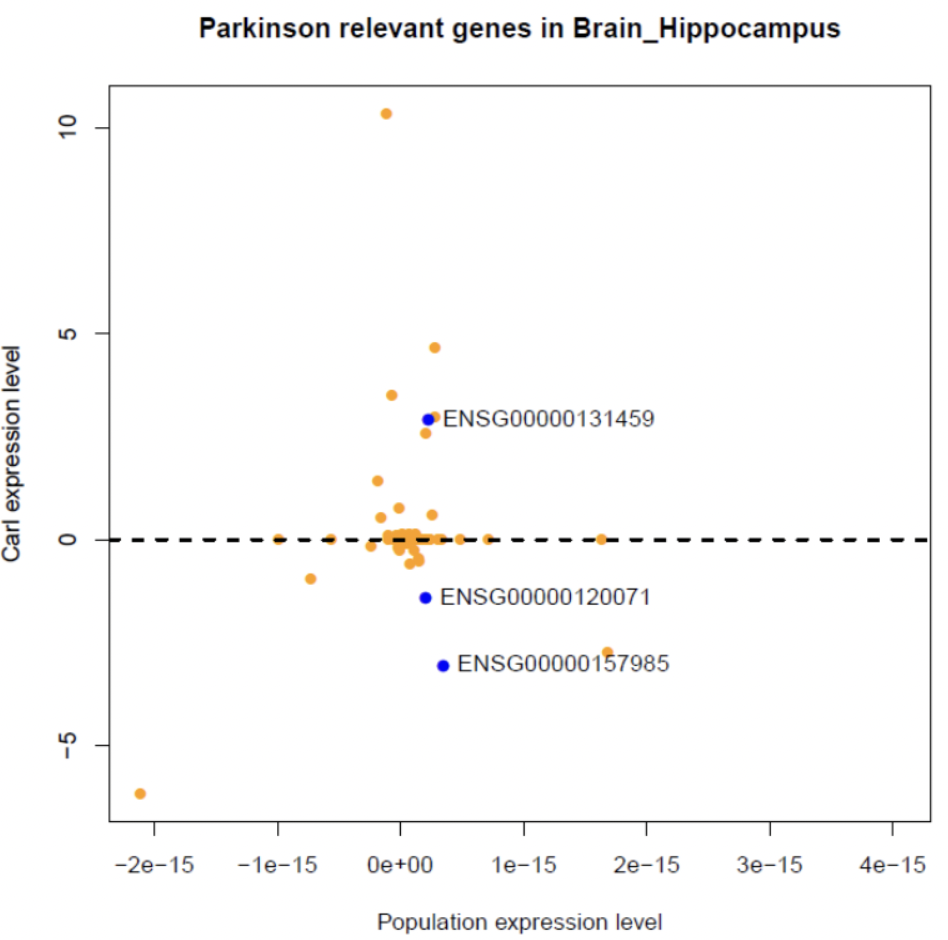 Parkinson relevant genes in Brain_Hippocampus
10
5
0
−5
Carl expression level
ENSG00000131459
ENSG00000120071
ENSG00000157985
−2e−15 −1e−15 0e+00 1e−15 2e−15 3e−15 4e−15
Population expression level